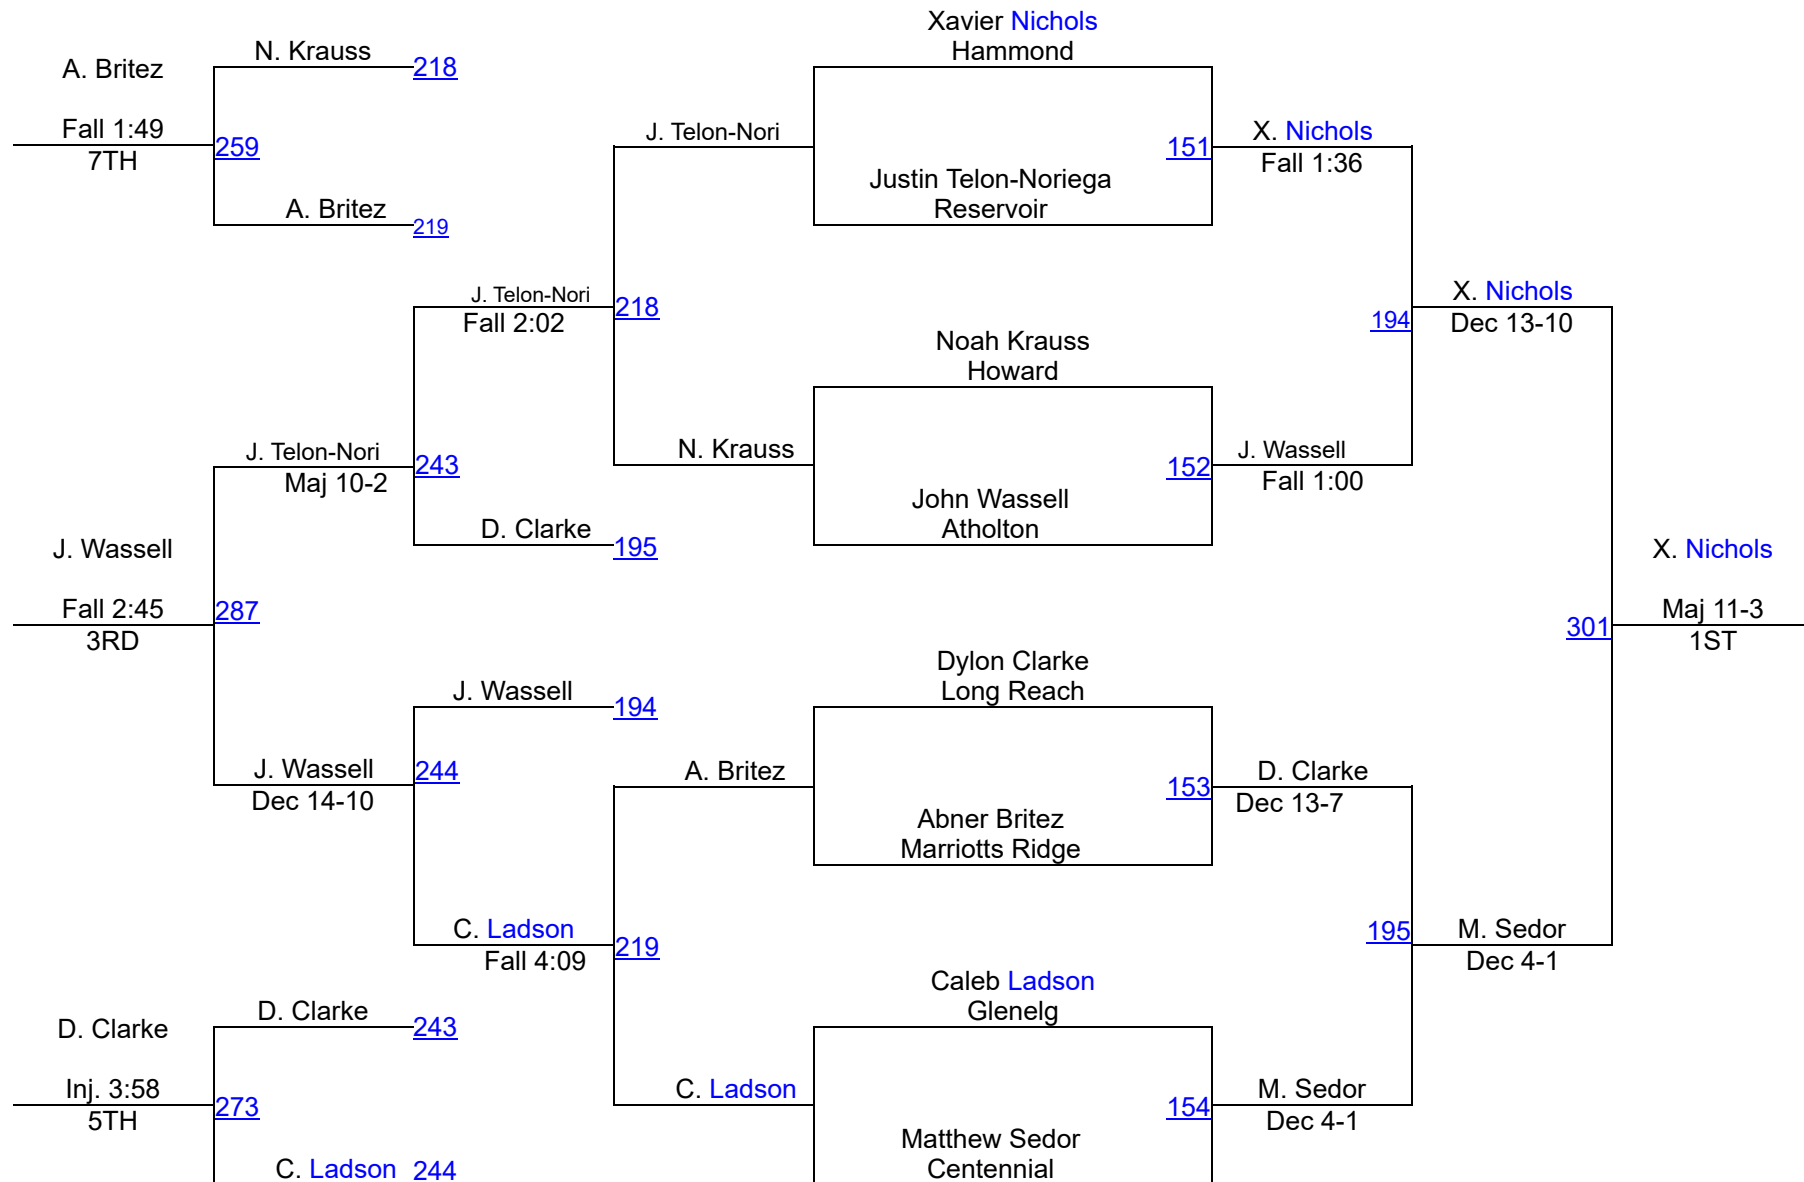 Xavier Nichols
Hammond
N. Krauss
218
A. Britez
Fall 1:49
259
7TH
A. Britez
219
J. Telon-Nori
151
X. Nichols
Fall 1:36
Justin Telon-Noriega
Reservoir
J. Telon-Nori
218
Fall 2:02
X. Nichols
194
Dec 13-10
Noah Krauss
Howard
J. Telon-Nori
243
Maj 10-2
N. Krauss
152
J. Wassell
Fall 1:00
John Wassell
Atholton
D. Clarke
195
J. Wassell
Fall 2:45
287
3RD
X. Nichols
Maj 11-3
301
1ST
Dylon Clarke
Long Reach
J. Wassell
194
J. Wassell
244
Dec 14-10
A. Britez
153
D. Clarke
Dec 13-7
Abner Britez
Marriotts Ridge
C. Ladson
219
Fall 4:09
195
M. Sedor
Dec 4-1
Caleb Ladson
Glenelg
D. Clarke
243
D. Clarke
Inj. 3:58
273
5TH
C. Ladson
154
M. Sedor
Dec 4-1
Matthew Sedor
Centennial
C. Ladson 244